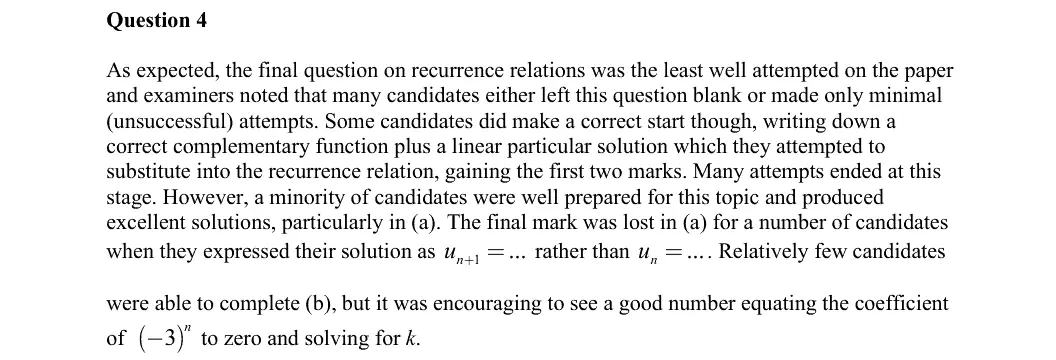 Question 4
As expected, the final question on recurrence relations was the least well attempted on the paper
and examiners noted that many candidates either left this question blank or made only minimal
(unsuccessful) attempts. Some candidates did make a correct start though, writing down a
correct complementary function plus a linear particular solution which they attempted to
substitute into the recurrence relation, gaining the first two marks. Many attempts ended at this
stage. However, a minority of candidates were well prepared for this topic and produced
excellent solutions, particularly in (a). The final mark was lost in (a) for a number of candidates
when they expressed their solution as uₙ₊₁ = ... rather than uₙ = .... Relatively few candidates
were able to complete (b), but it was encouraging to see a good number equating the coefficient
of (−3)ⁿ to zero and solving for k.